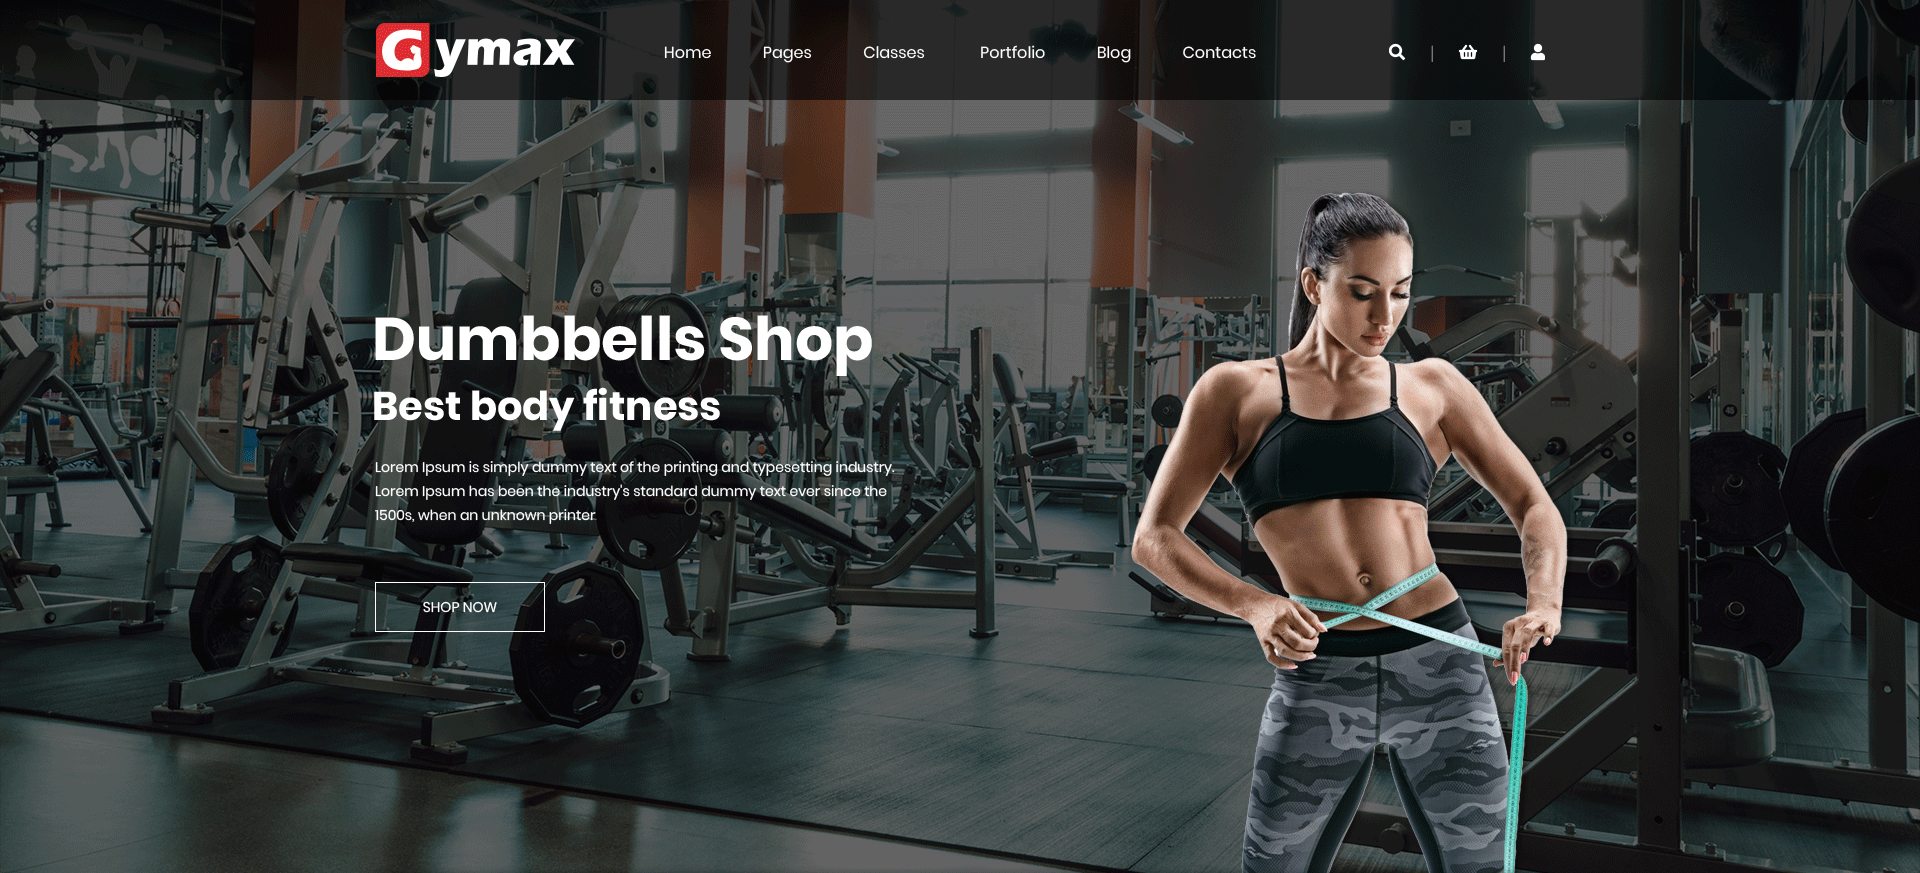 Gymax
Home Pages Classes Portfolio Blog Contacts
Dumbbells Shop
Best body fitness
Lorem Ipsum is simply dummy text of the printing and typesetting industry.
Lorem Ipsum has been the industry's standard dummy text ever since the
1500s, when an unknown printer
SHOP NOW
25
45